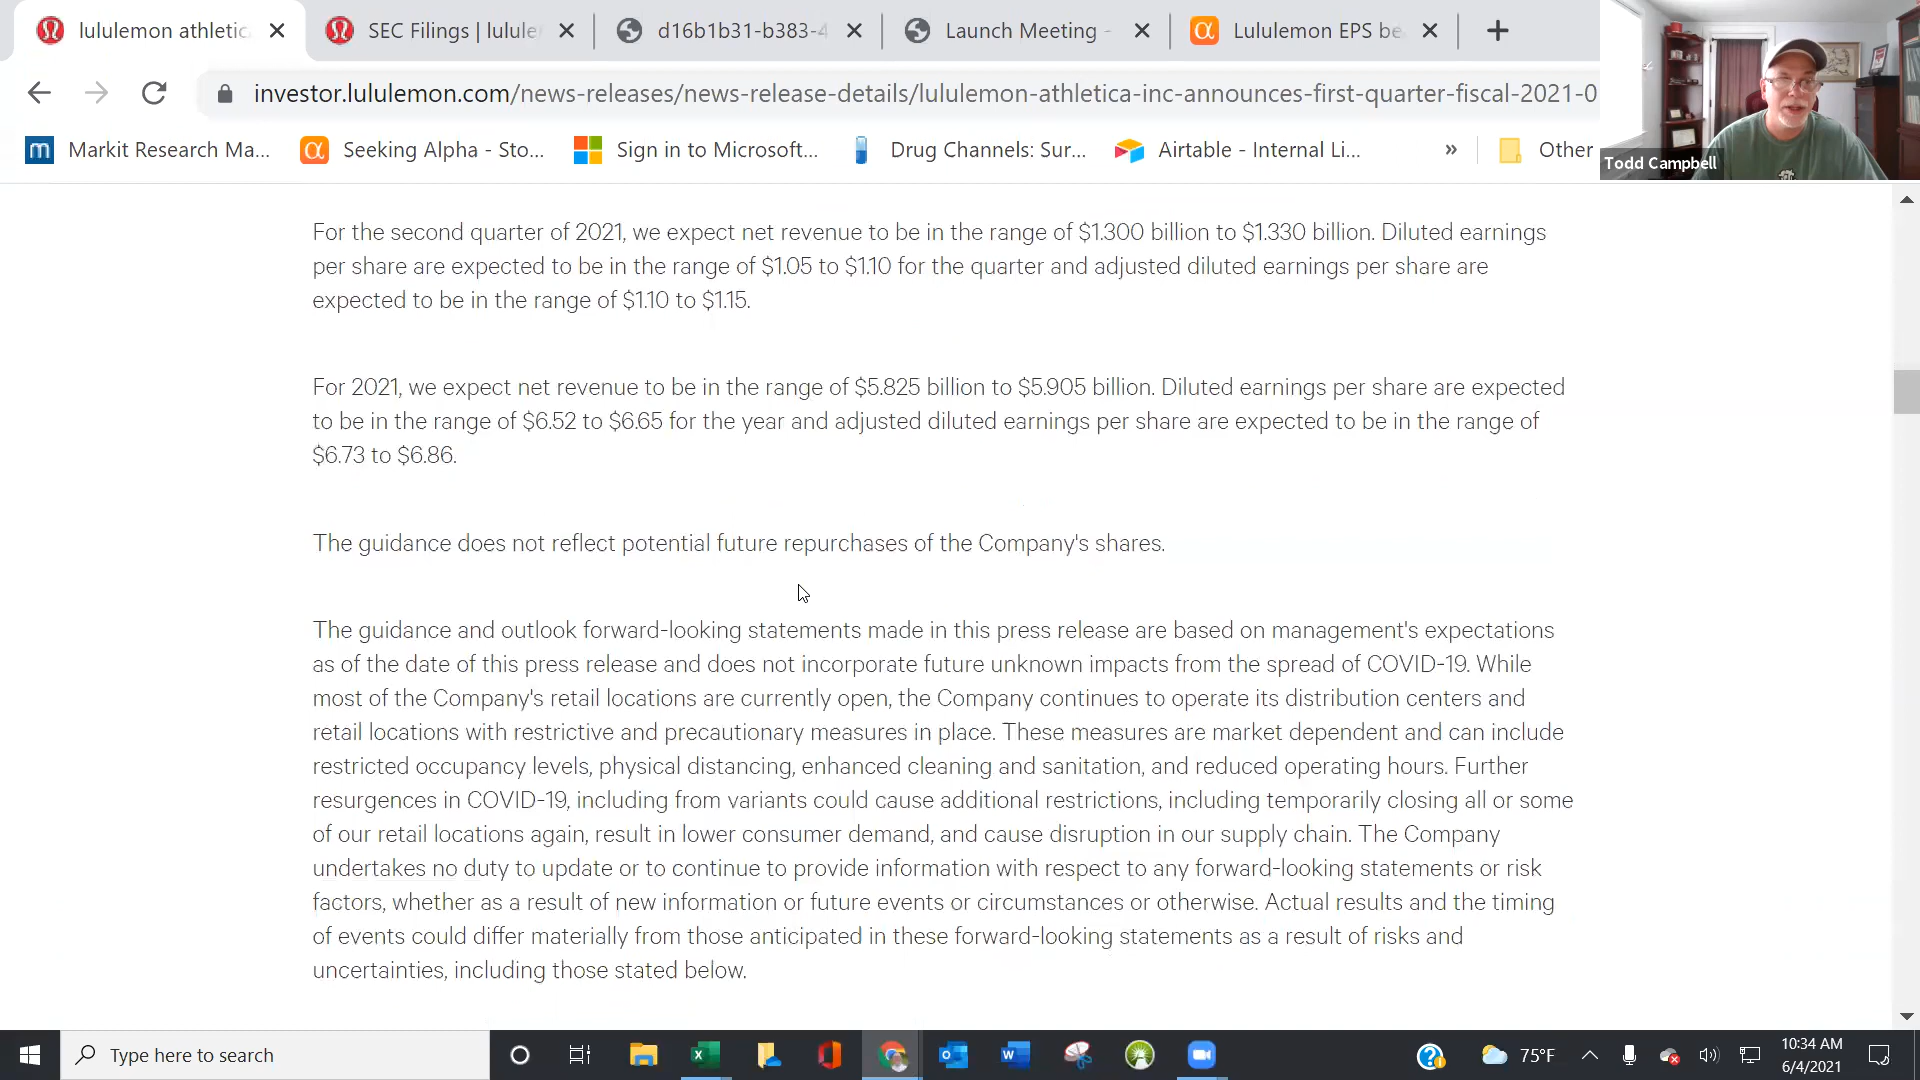 lululemon athletic
SEC Filings | lulule
d16b1b31-b383-4
Launch Meeting -
Lululemon EPS be
investor.lululemon.com/news-releases/news-release-details/lululemon-athletica-inc-announces-first-quarter-fiscal-2021-0
m
Markit Research Ma...
α
Seeking Alpha - Sto...
Sign in to Microsoft...
Drug Channels: Sur...
Airtable - Internal Li...
»
Other
Todd Campbell
For the second quarter of 2021, we expect net revenue to be in the range of $1.300 billion to $1.330 billion. Diluted earnings
per share are expected to be in the range of $1.05 to $1.10 for the quarter and adjusted diluted earnings per share are
expected to be in the range of $1.10 to $1.15.
For 2021, we expect net revenue to be in the range of $5.825 billion to $5.905 billion. Diluted earnings per share are expected
to be in the range of $6.52 to $6.65 for the year and adjusted diluted earnings per share are expected to be in the range of
$6.73 to $6.86.
The guidance does not reflect potential future repurchases of the Company's shares.
The guidance and outlook forward-looking statements made in this press release are based on management's expectations
as of the date of this press release and does not incorporate future unknown impacts from the spread of COVID-19. While
most of the Company's retail locations are currently open, the Company continues to operate its distribution centers and
retail locations with restrictive and precautionary measures in place. These measures are market dependent and can include
restricted occupancy levels, physical distancing, enhanced cleaning and sanitation, and reduced operating hours. Further
resurgences in COVID-19, including from variants could cause additional restrictions, including temporarily closing all or some
of our retail locations again, result in lower consumer demand, and cause disruption in our supply chain. The Company
undertakes no duty to update or to continue to provide information with respect to any forward-looking statements or risk
factors, whether as a result of new information or future events or circumstances or otherwise. Actual results and the timing
of events could differ materially from those anticipated in these forward-looking statements as a result of risks and
uncertainties, including those stated below.
Type here to search
75°F
10:34 AM
6/4/2021